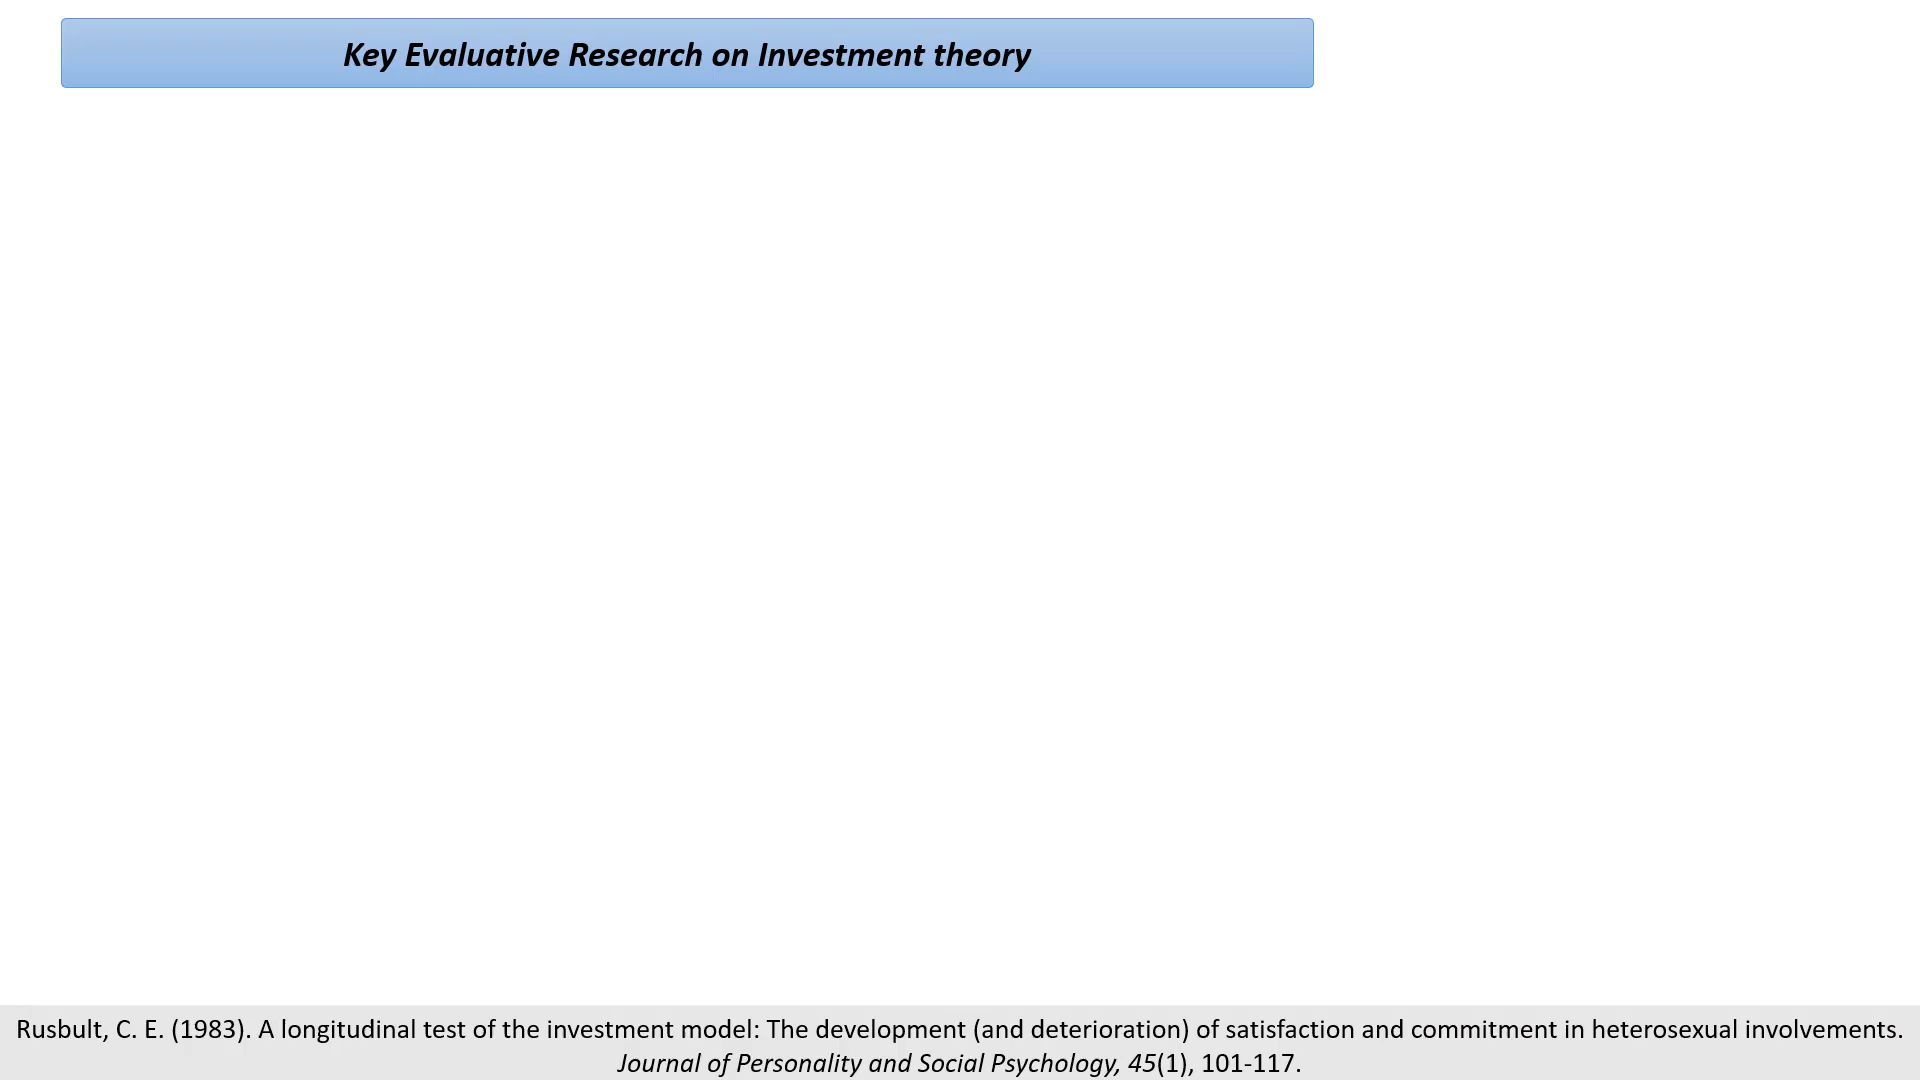 Key Evaluative Research on Investment theory
Rusbult, C. E. (1983). A longitudinal test of the investment model: The development (and deterioration) of satisfaction and commitment in heterosexual involvements.
Journal of Personality and Social Psychology, 45(1), 101-117.